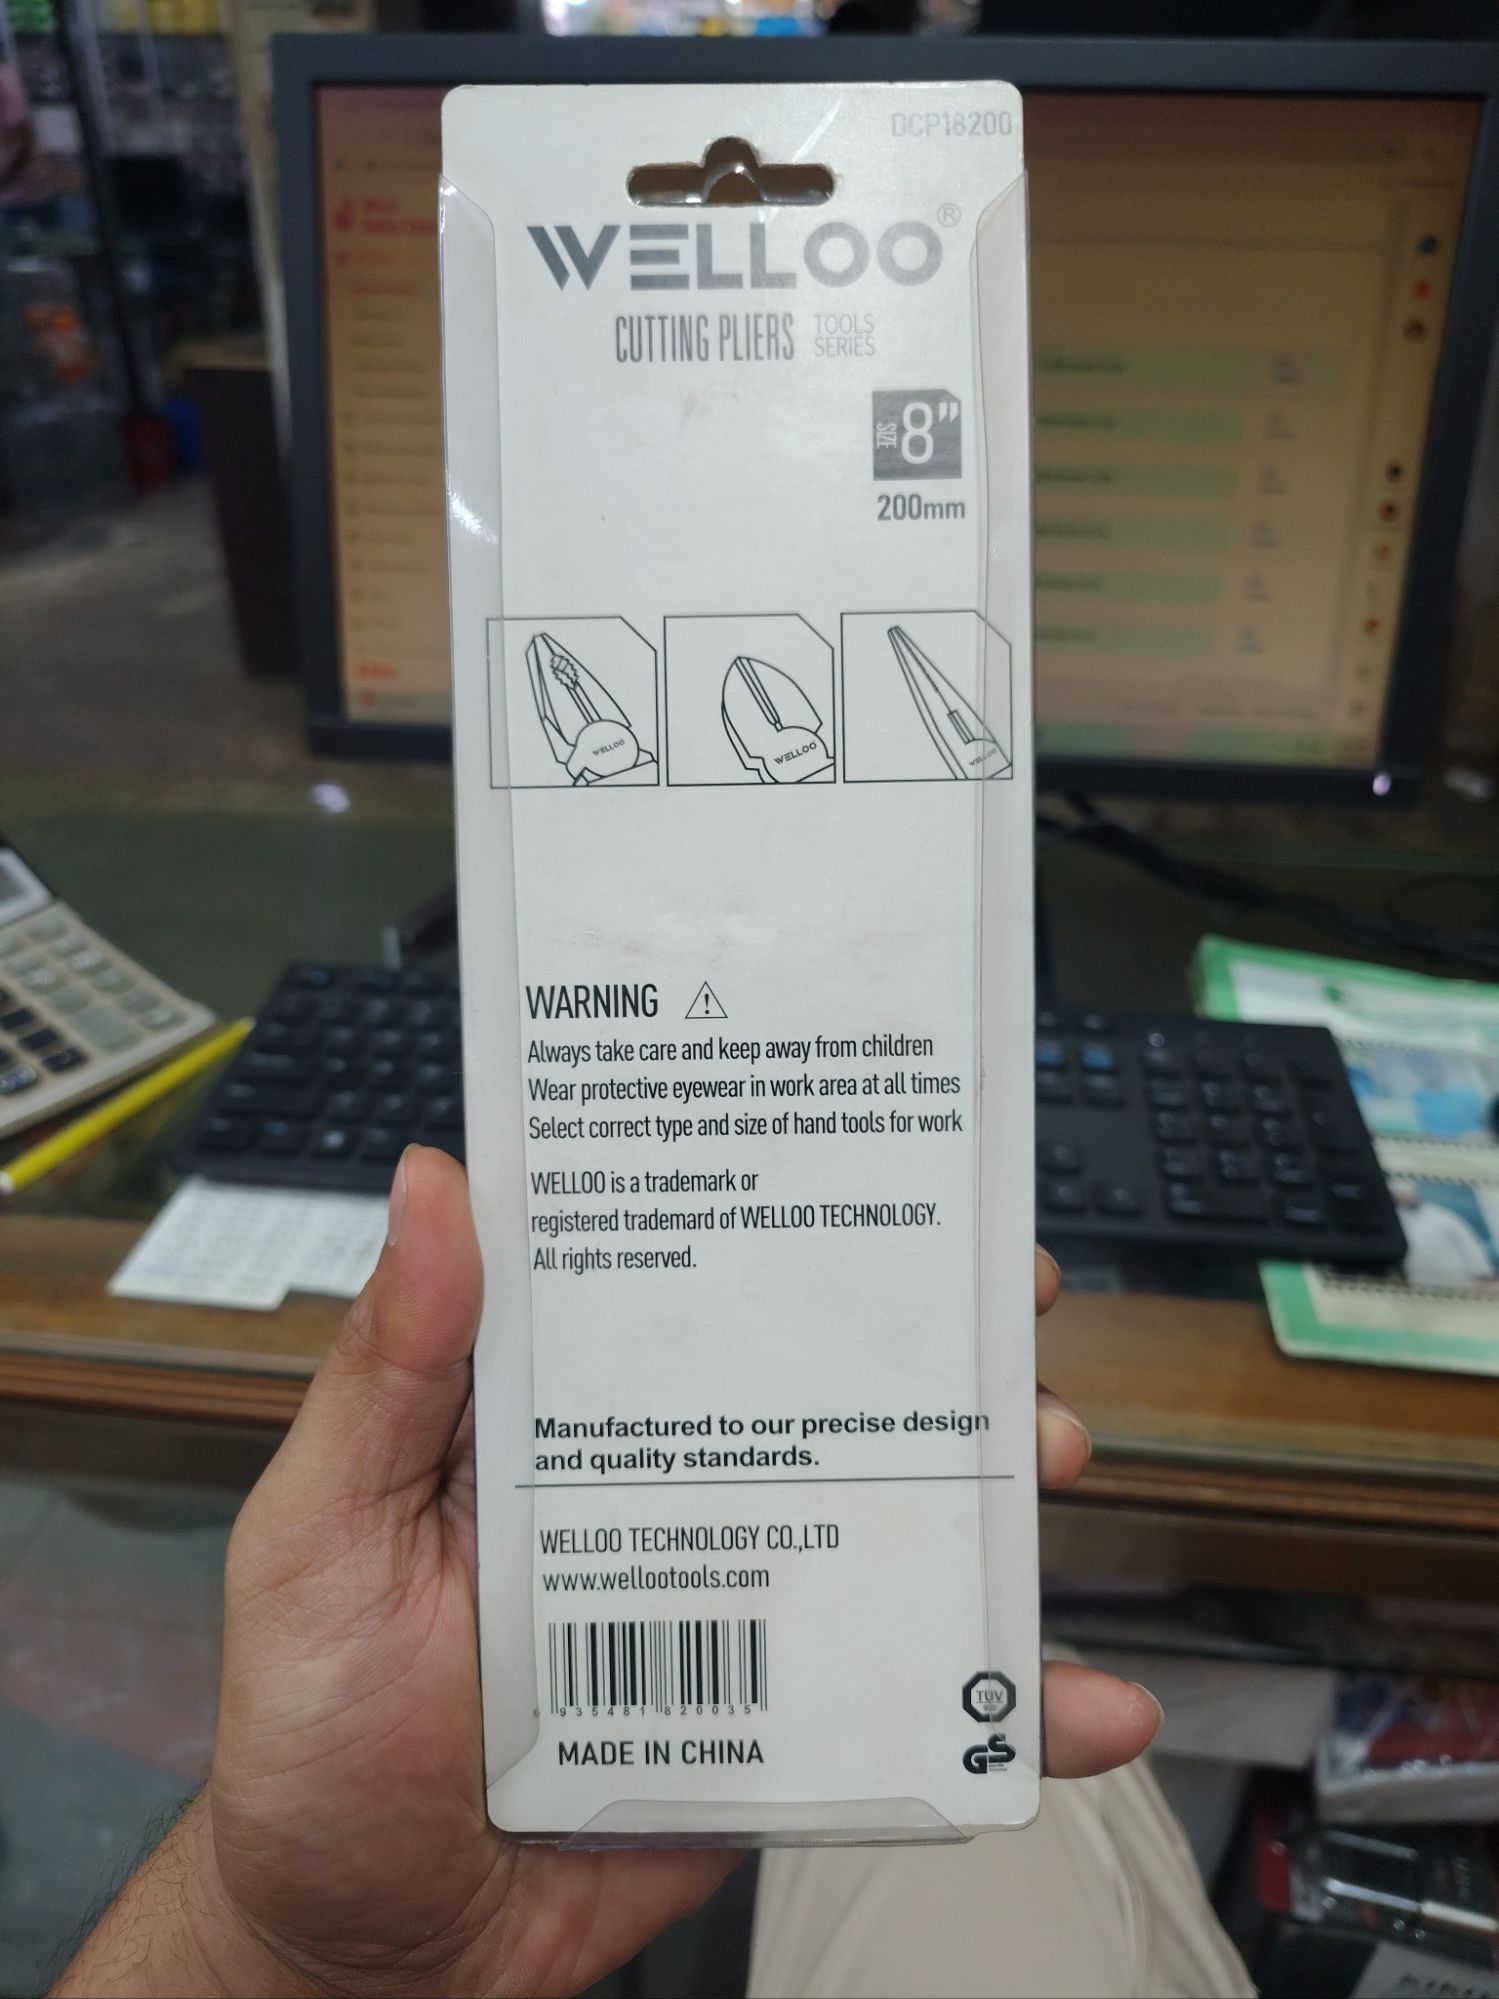 DCP18200
WELLOO®
CUTTING PLIERS TOOLS SERIES
SIZE 8"
200mm
WELLOO
WELLOO
WELLOO
WARNING
Always take care and keep away from children
Wear protective eyewear in work area at all times
Select correct type and size of hand tools for work
WELLOO is a trademark or
registered trademard of WELLOO TECHNOLOGY.
All rights reserved.
Manufactured to our precise design
and quality standards.
WELLOO TECHNOLOGY CO.,LTD
www.wellootools.com
6 935481 820035
MADE IN CHINA
TÜV
SÜD
GS